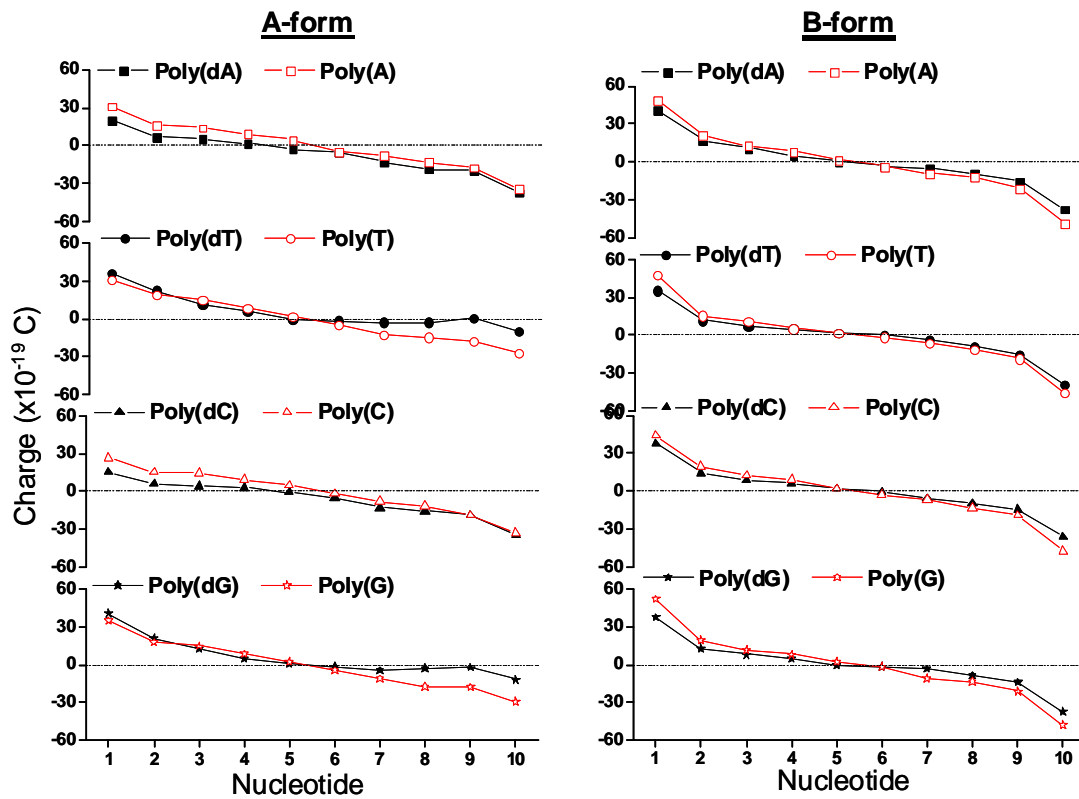 A-form
B-form
Poly(dA) Poly(A)
60
30
0
-30
-60
Poly(dA) Poly(A)
60
30
0
-30
-60
Poly(dT) Poly(T)
60
30
0
-30
-60
Poly(dT) Poly(T)
60
30
0
-30
-60
Poly(dC) Poly(C)
60
30
0
-30
-60
Poly(dC) Poly(C)
60
30
0
-30
-60
Poly(dG) Poly(G)
60
30
0
-30
-60
Poly(dG) Poly(G)
60
30
0
-30
-60
Charge (x10⁻¹⁹ C)
1 2 3 4 5 6 7 8 9 10
Nucleotide
1 2 3 4 5 6 7 8 9 10
Nucleotide